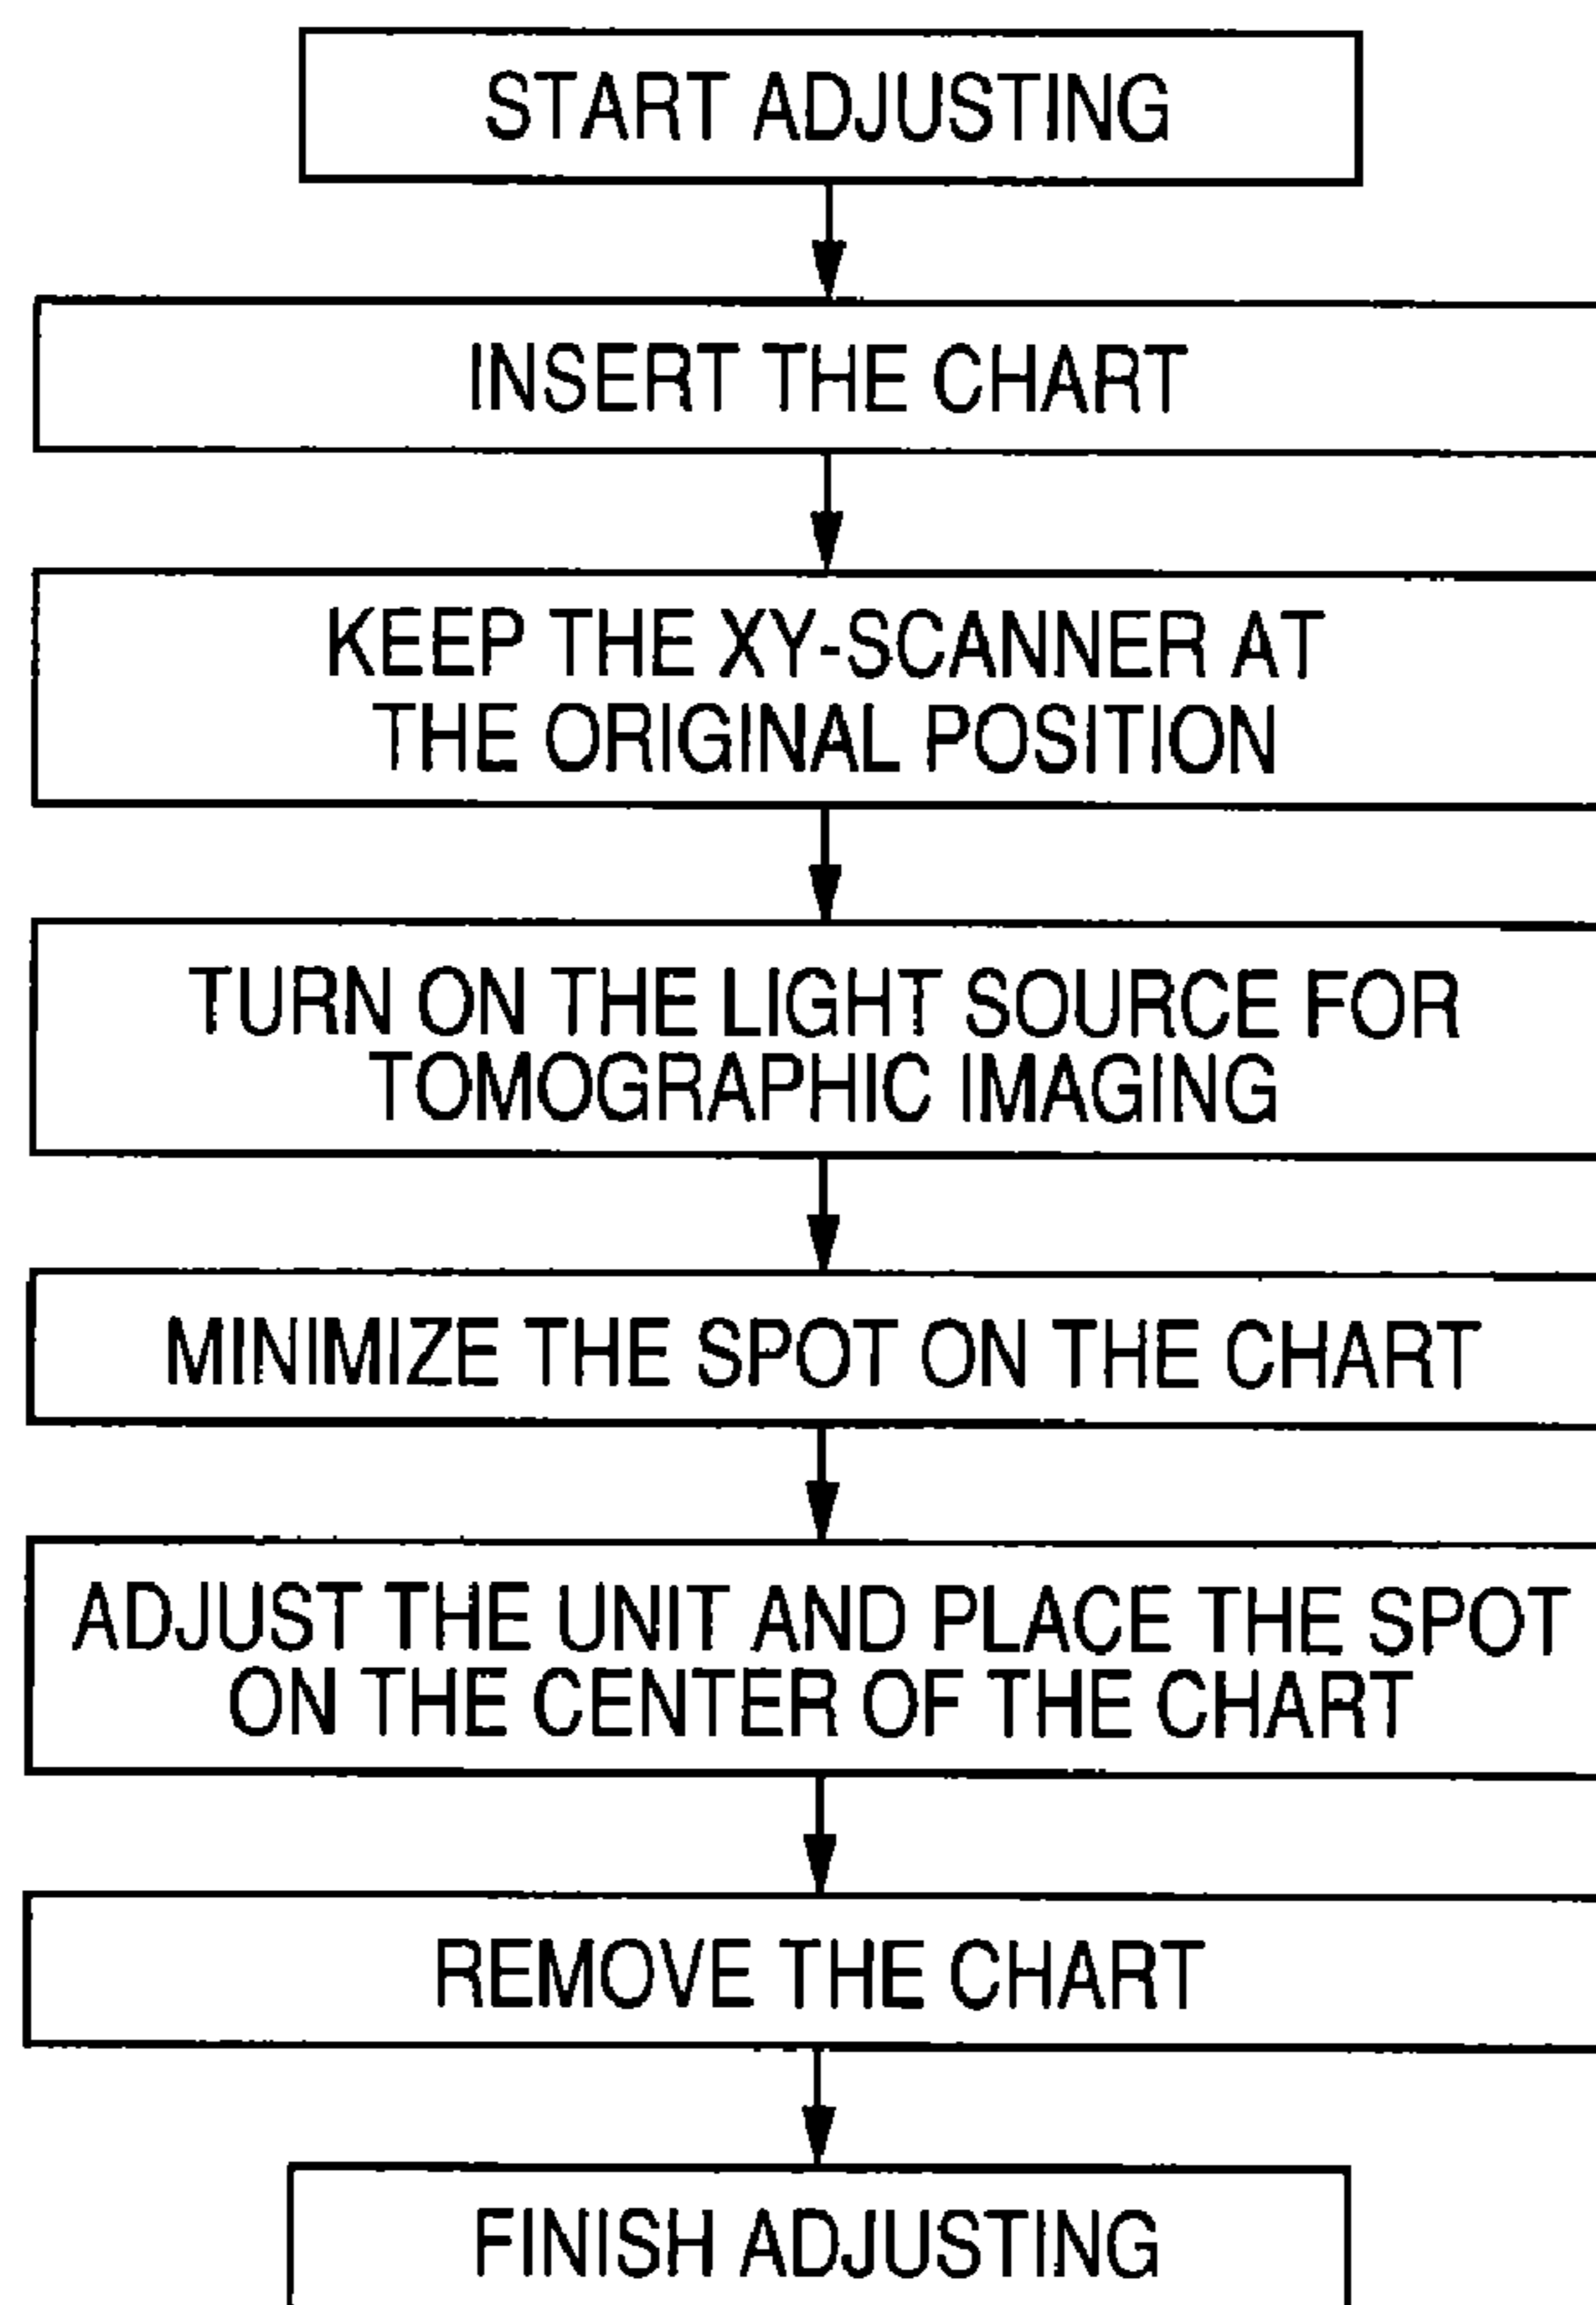 START ADJUSTING
INSERT THE CHART
KEEP THE XY-SCANNER AT
THE ORIGINAL POSITION
TURN ON THE LIGHT SOURCE FOR
TOMOGRAPHIC IMAGING
MINIMIZE THE SPOT ON THE CHART
ADJUST THE UNIT AND PLACE THE SPOT
ON THE CENTER OF THE CHART
REMOVE THE CHART
FINISH ADJUSTING